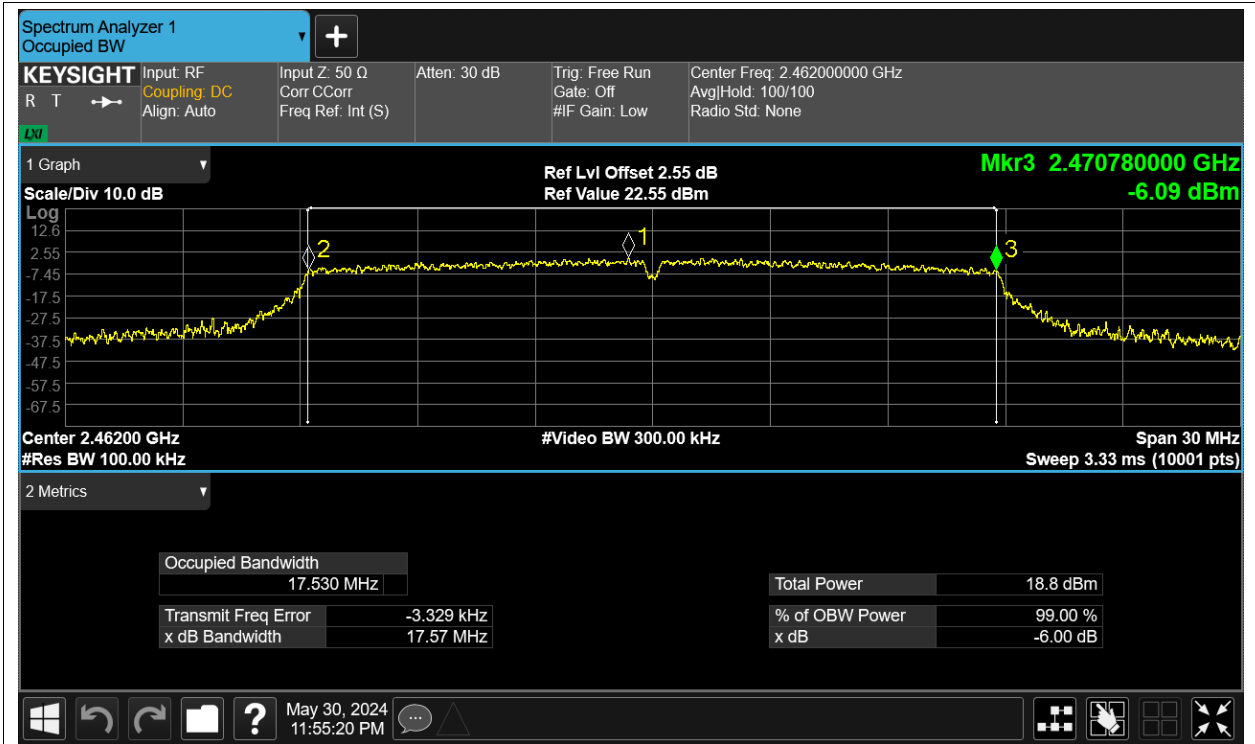 Spectrum Analyzer 1
Occupied BW
KEYSIGHT
R T
LXI
Input: RF
Coupling: DC
Align: Auto
Input Z: 50 Ω
Corr CCorr
Freq Ref: Int (S)
Atten: 30 dB
Trig: Free Run
Gate: Off
#IF Gain: Low
Center Freq: 2.462000000 GHz
Avg|Hold: 100/100
Radio Std: None
1 Graph
Scale/Div 10.0 dB
Ref Lvl Offset 2.55 dB
Ref Value 22.55 dBm
Mkr3 2.470780000 GHz
-6.09 dBm
Log
12.6
2.55
-7.45
-17.5
-27.5
-37.5
-47.5
-57.5
-67.5
2
1
3
Center 2.46200 GHz
#Video BW 300.00 kHz
Span 30 MHz
#Res BW 100.00 kHz
Sweep 3.33 ms (10001 pts)
2 Metrics
Occupied Bandwidth
17.530 MHz
Total Power 18.8 dBm
Transmit Freq Error -3.329 kHz
% of OBW Power 99.00 %
x dB Bandwidth 17.57 MHz
x dB -6.00 dB
?
May 30, 2024
11:55:20 PM